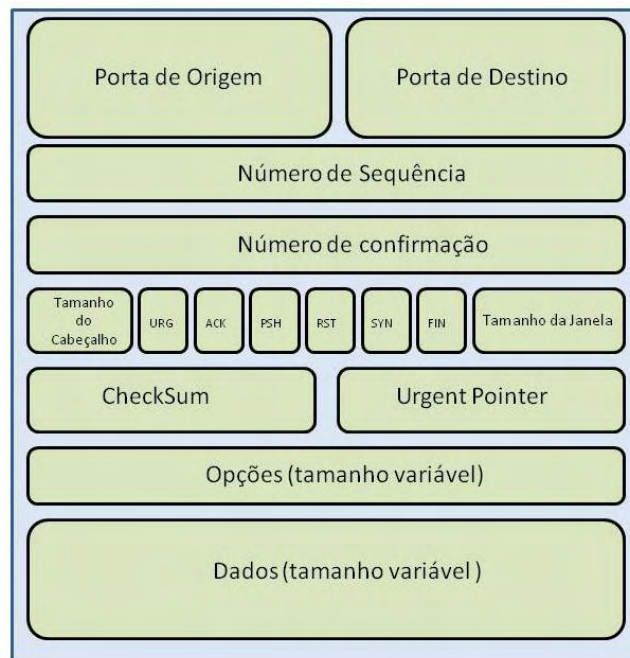 Porta de Origem
Porta de Destino
Número de Sequência
Número de confirmação
Tamanho
do
Cabeçalho
URG
ACK
PSH
RST
SYN
FIN
Tamanho da Janela
CheckSum
Urgent Pointer
Opções (tamanho variável)
Dados (tamanho variável )